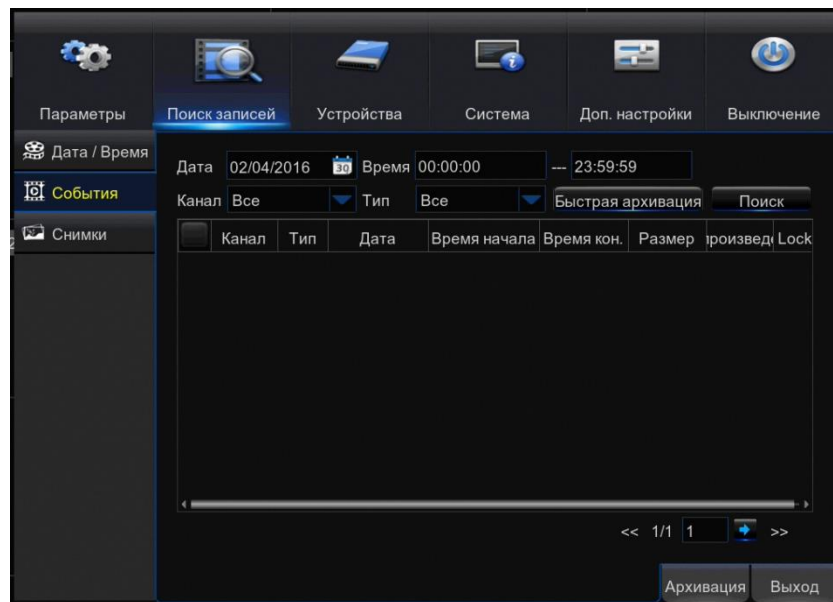 Параметры Поиск записей Устройства Система Доп. настройки Выключение
Дата / Время
События
Снимки
Дата 02/04/2016 30 Время 00:00:00 --- 23:59:59
Канал Все Тип Все Быстрая архивация Поиск
Канал Тип Дата Время начала Время кон. Размер Lock
<< 1/1 1 >>
Архивация Выход